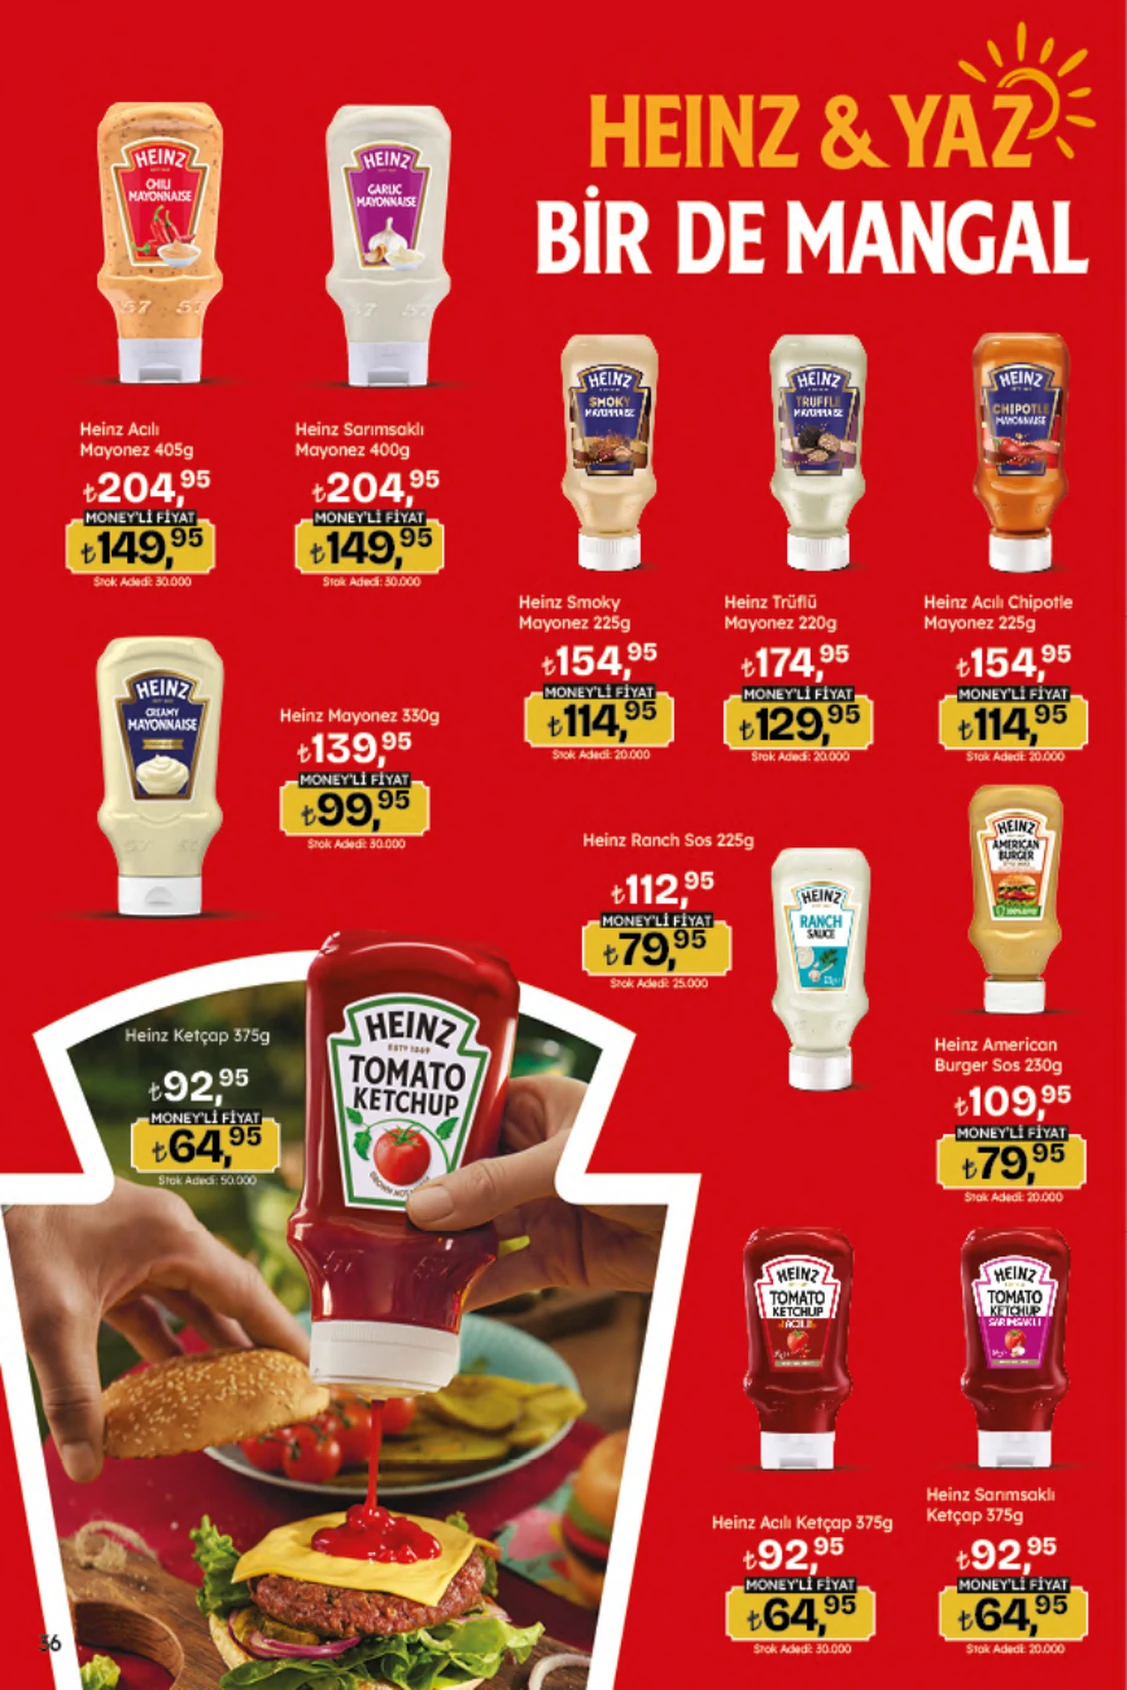 HEINZ & YAZ
BİR DE MANGAL
HEINZ
CHILI
MAYONNAISE
HEINZ
GARLIC
MAYONNAISE
Heinz Acılı
Mayonez 405g
₺204,95
MONEY'Lİ FİYAT
₺149,95
Stok Adedi: 30.000
Heinz Sarımsaklı
Mayonez 400g
₺204,95
MONEY'Lİ FİYAT
₺149,95
Stok Adedi: 30.000
HEINZ
SMOKY
MAYONNAISE
HEINZ
TRUFFLE
MAYONNAISE
HEINZ
CHIPOTLE
MAYONNAISE
Heinz Smoky
Mayonez 225g
₺154,95
MONEY'Lİ FİYAT
₺114,95
Stok Adedi: 20.000
Heinz Trüflü
Mayonez 220g
₺174,95
MONEY'Lİ FİYAT
₺129,95
Stok Adedi: 20.000
Heinz Acılı Chipotle
Mayonez 225g
₺154,95
MONEY'Lİ FİYAT
₺114,95
Stok Adedi: 20.000
HEINZ
CREAMY
MAYONNAISE
Heinz Mayonez 330g
₺139,95
MONEY'Lİ FİYAT
₺99,95
Stok Adedi: 30.000
Heinz Ranch Sos 225g
₺112,95
MONEY'Lİ FİYAT
₺79,95
Stok Adedi: 25.000
HEINZ
RANCH
SAUCE
HEINZ
AMERICAN
BURGER
Heinz American
Burger Sos 230g
₺109,95
MONEY'Lİ FİYAT
₺79,95
Stok Adedi: 20.000
Heinz Ketçap 375g
₺92,95
MONEY'Lİ FİYAT
₺64,95
Stok Adedi: 50.000
HEINZ
ESTD 1869
TOMATO
KETCHUP
HEINZ
TOMATO
KETCHUP
ACILI
HEINZ
TOMATO
KETCHUP
SARIMSAKLI
Heinz Acılı Ketçap 375g
₺92,95
MONEY'Lİ FİYAT
₺64,95
Stok Adedi: 30.000
Heinz Sarımsaklı
Ketçap 375g
₺92,95
MONEY'Lİ FİYAT
₺64,95
Stok Adedi: 20.000
36